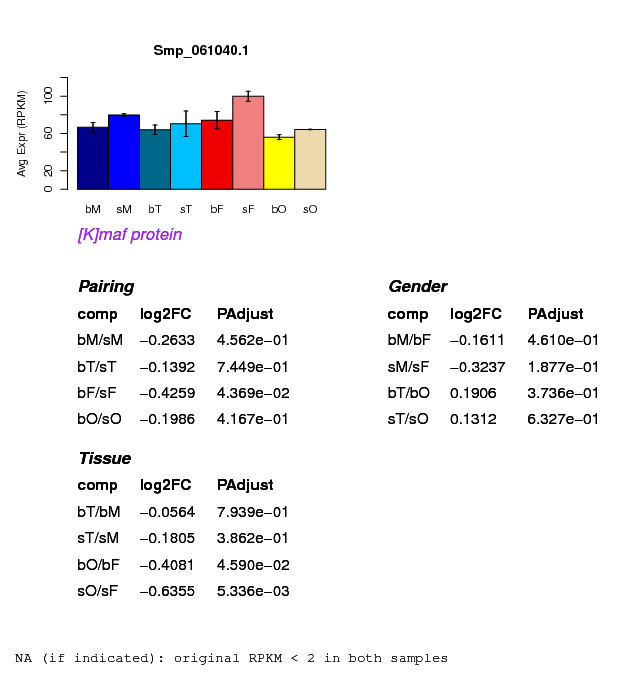 Smp_061040.1
Avg Expr (RPKM)
100
60
20
0
bM sM bT sT bF sF bO sO
[K]maf protein
Pairing
comp log2FC PAdjust
bM/sM −0.2633 4.562e−01
bT/sT −0.1392 7.449e−01
bF/sF −0.4259 4.369e−02
bO/sO −0.1986 4.167e−01
Gender
comp log2FC PAdjust
bM/bF −0.1611 4.610e−01
sM/sF −0.3237 1.877e−01
bT/bO 0.1906 3.736e−01
sT/sO 0.1312 6.327e−01
Tissue
comp log2FC PAdjust
bT/bM −0.0564 7.939e−01
sT/sM −0.1805 3.862e−01
bO/bF −0.4081 4.590e−02
sO/sF −0.6355 5.336e−03
NA (if indicated): original RPKM < 2 in both samples